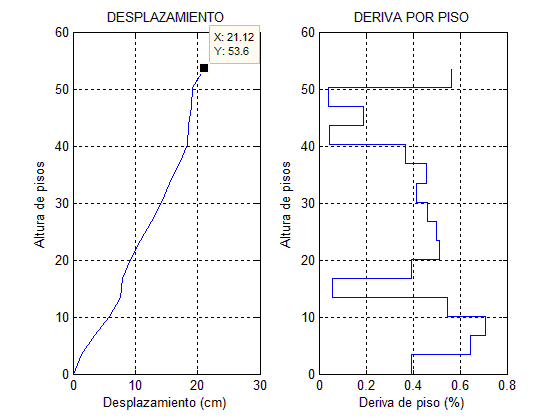 DESPLAZAMIENTO
X: 21.12
Y: 53.6
60
50
40
30
20
10
0
Altura de pisos
0 10 20 30
Desplazamiento (cm)
DERIVA POR PISO
60
50
40
30
20
10
0
Altura de pisos
0 0.2 0.4 0.6 0.8
Deriva de piso (%)